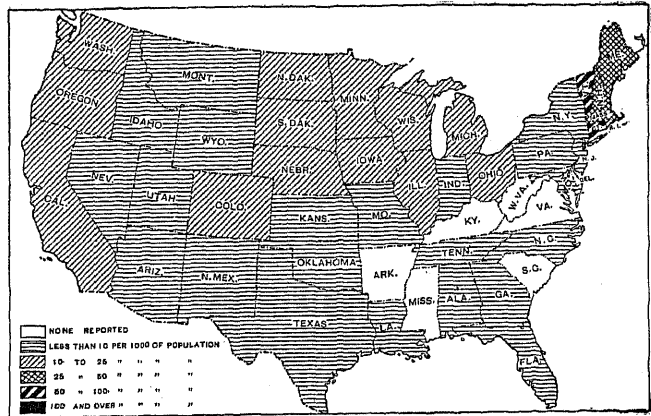 WASH.
MONT.
N. DAK.
MINN.
ME.
OREGON
IDAHO
S. DAK.
WIS.
MICH.
N.Y.
WYO.
NEBR.
IOWA
PA.
N.J.
NEV.
UTAH
COLO.
ILL.
IND.
OHIO
DEL.
CAL.
KANS.
MO.
W.VA.
VA.
KY.
ARIZ.
N.MEX.
OKLAHOMA
ARK.
TENN.
N.C.
S.C.
TEXAS
LA.
MISS.
ALA.
GA.
FLA.
NONE REPORTED
LESS THAN 10 PER 1000 OF POPULATION
10 TO 25 " " " "
25 " 50 " " " "
50 " 100 " " " "
100 AND OVER " " " "